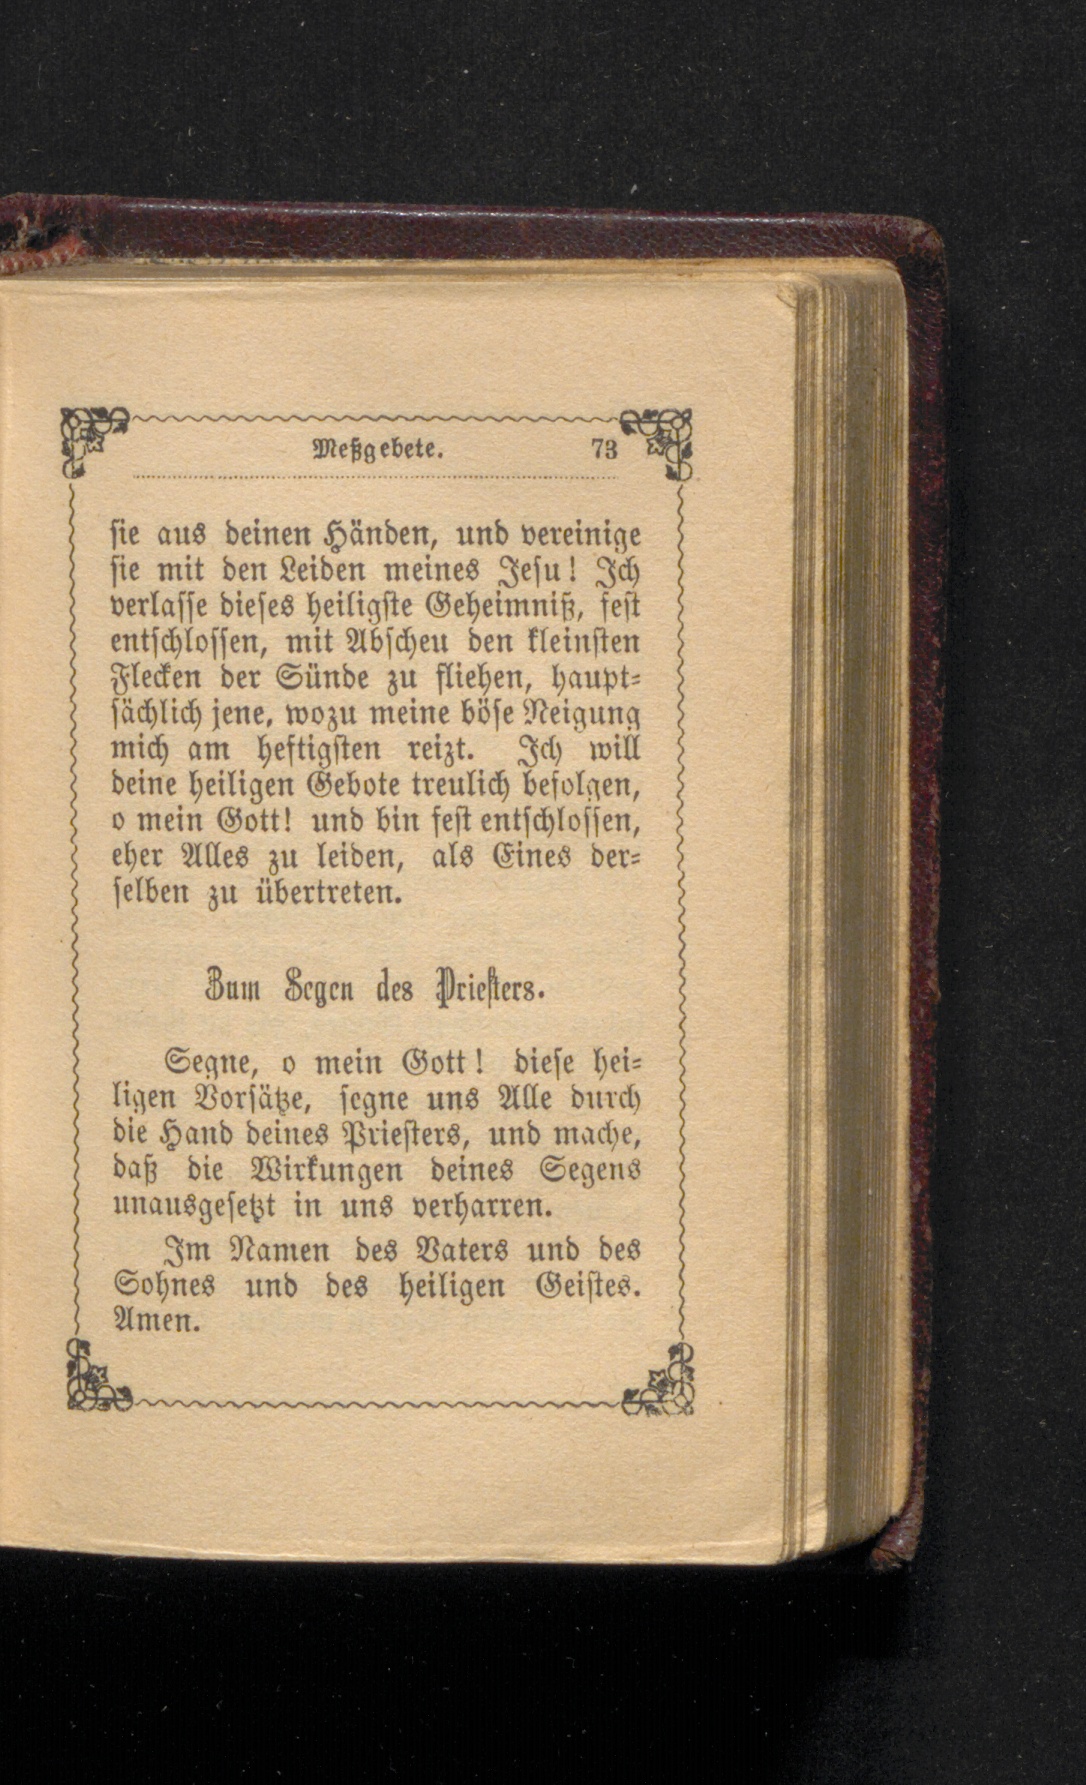 Meßgebete. 73
sie aus deinen Händen, und vereinige
sie mit den Leiden meines Jesu! Ich
verlasse dieses heiligste Geheimniß, fest
entschlossen, mit Abscheu den kleinsten
Flecken der Sünde zu fliehen, haupt=
sächlich jene, wozu meine böse Neigung
mich am heftigsten reizt. Ich will
deine heiligen Gebote treulich befolgen,
o mein Gott! und bin fest entschlossen,
eher Alles zu leiden, als Eines der=
selben zu übertreten.
Zum Segen des Priesters.
Segne, o mein Gott! diese hei=
ligen Vorsätze, segne uns Alle durch
die Hand deines Priesters, und mache,
daß die Wirkungen deines Segens
unausgesetzt in uns verharren.
Im Namen des Vaters und des
Sohnes und des heiligen Geistes.
Amen.